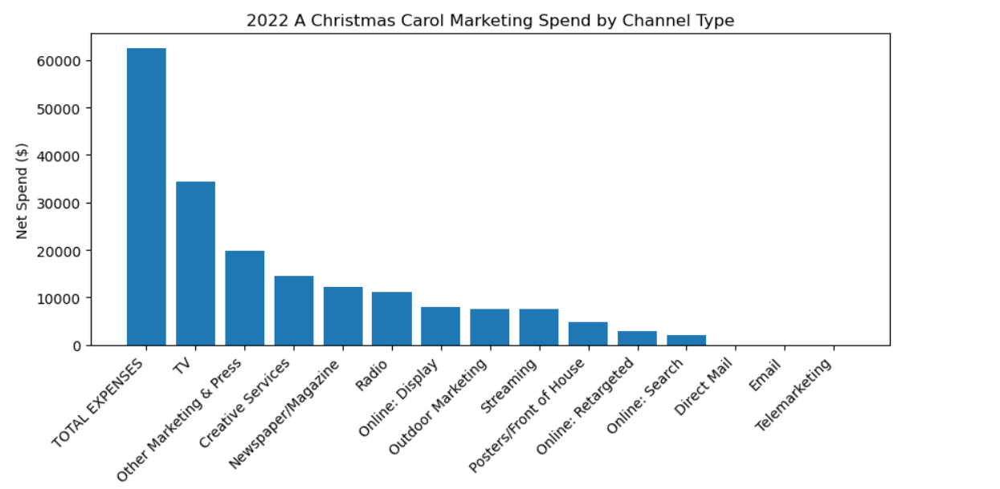 2022 A Christmas Carol Marketing Spend by Channel Type
Net Spend ($)
60000
50000
40000
30000
20000
10000
0
TOTAL EXPENSES
TV
Other Marketing & Press
Creative Services
Newspaper/Magazine
Radio
Online: Display
Outdoor Marketing
Streaming
Posters/Front of House
Online: Retargeted
Online: Search
Direct Mail
Email
Telemarketing